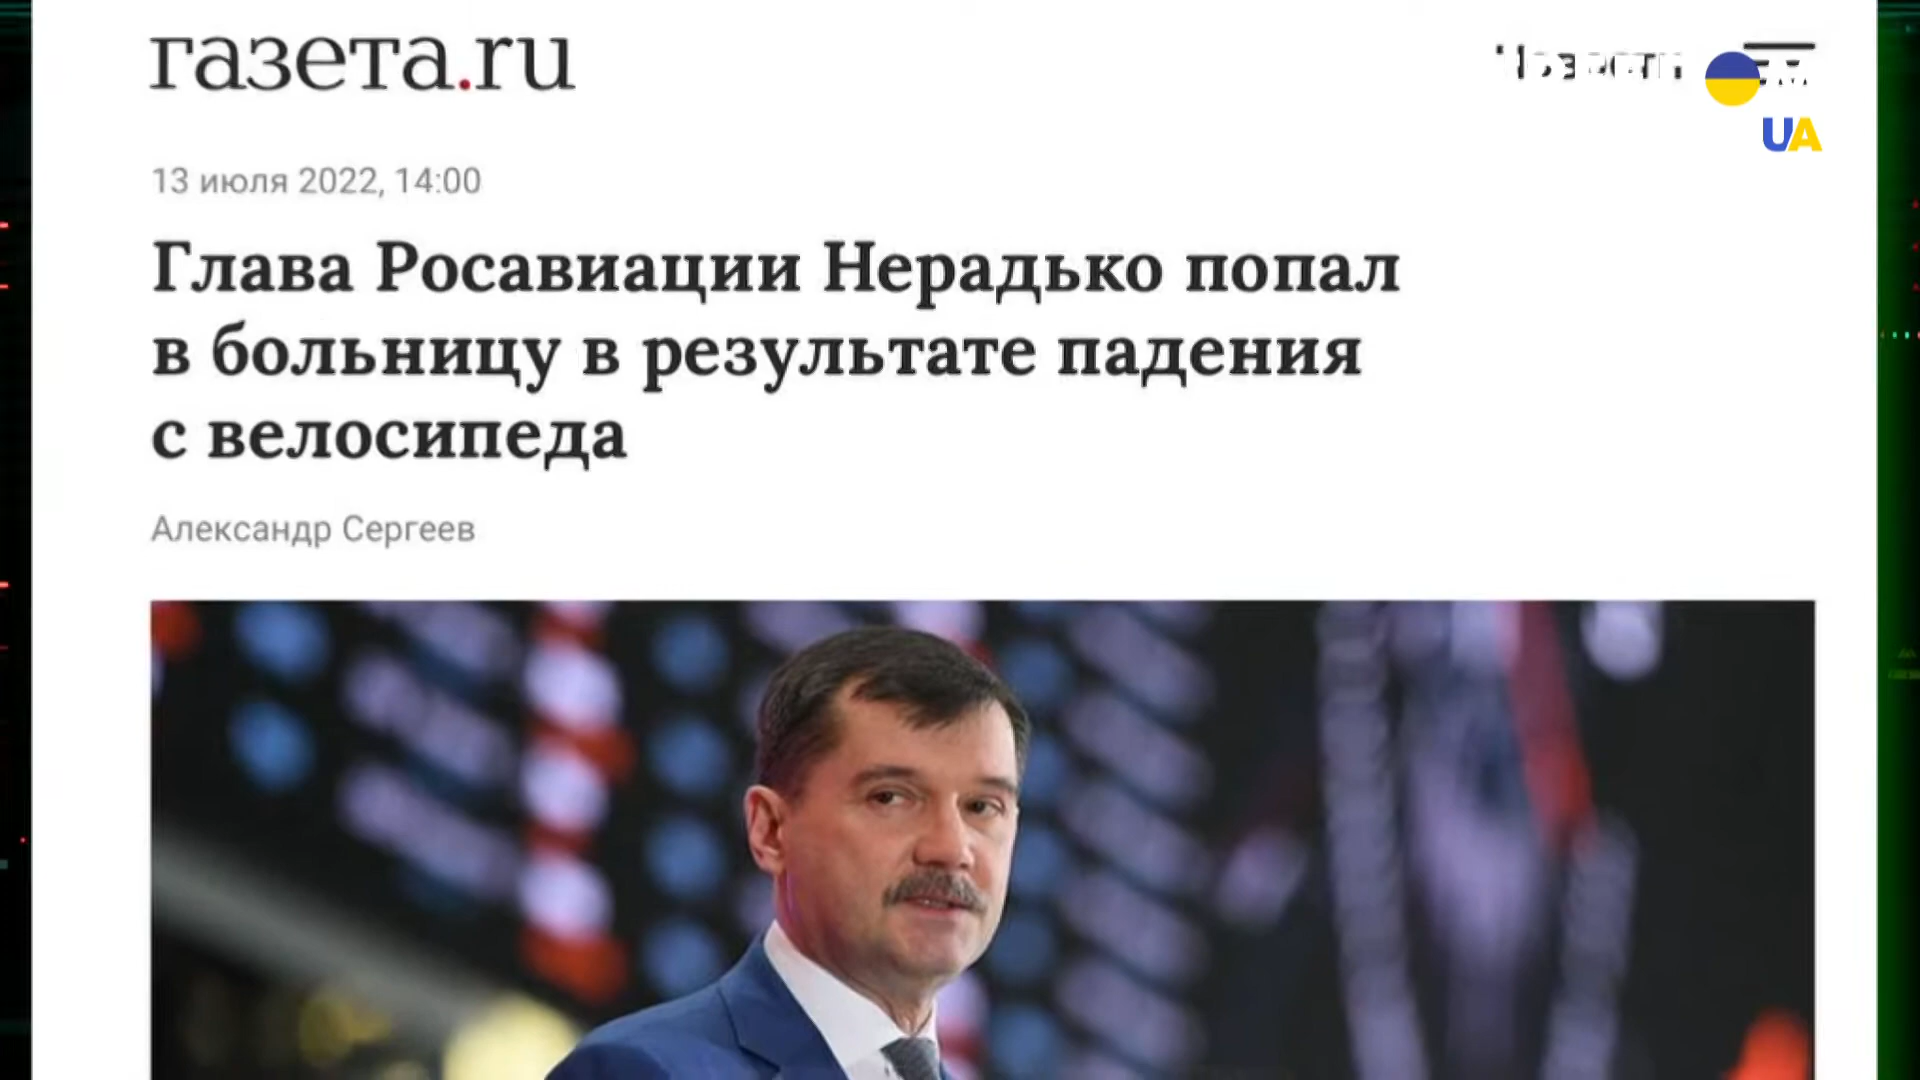 газета.ru
UA
13 июля 2022, 14:00
Глава Росавиации Нерадько попал
в больницу в результате падения
с велосипеда
Александр Сергеев